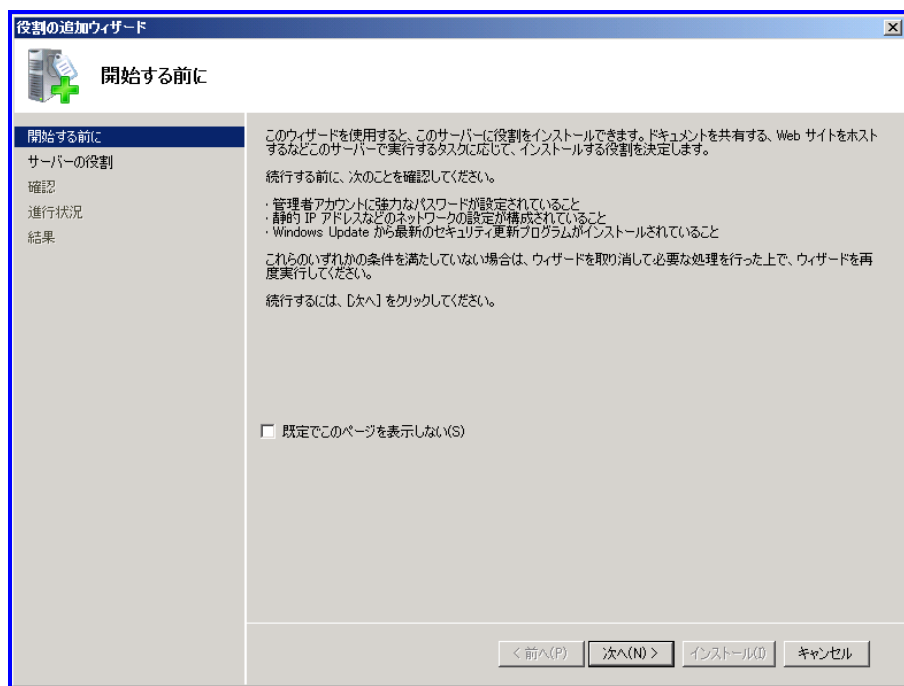 役割の追加ウィザード
開始する前に
開始する前に
サーバーの役割
確認
進行状況
結果
このウィザードを使用すると、このサーバーに役割をインストールできます。ドキュメントを共有する、Web サイトをホスト
するなどこのサーバーで実行するタスクに応じて、インストールする役割を決定します。
続行する前に、次のことを確認してください。
・管理者アカウントに強力なパスワードが設定されていること
・静的 IP アドレスなどのネットワークの設定が構成されていること
・Windows Update から最新のセキュリティ更新プログラムがインストールされていること
これらのいずれかの条件を満たしていない場合は、ウィザードを取り消して必要な処理を行った上で、ウィザードを再
度実行してください。
続行するには、[次へ] をクリックしてください。
既定でこのページを表示しない(S)
< 前へ(P)
次へ(N) >
インストール(I)
キャンセル